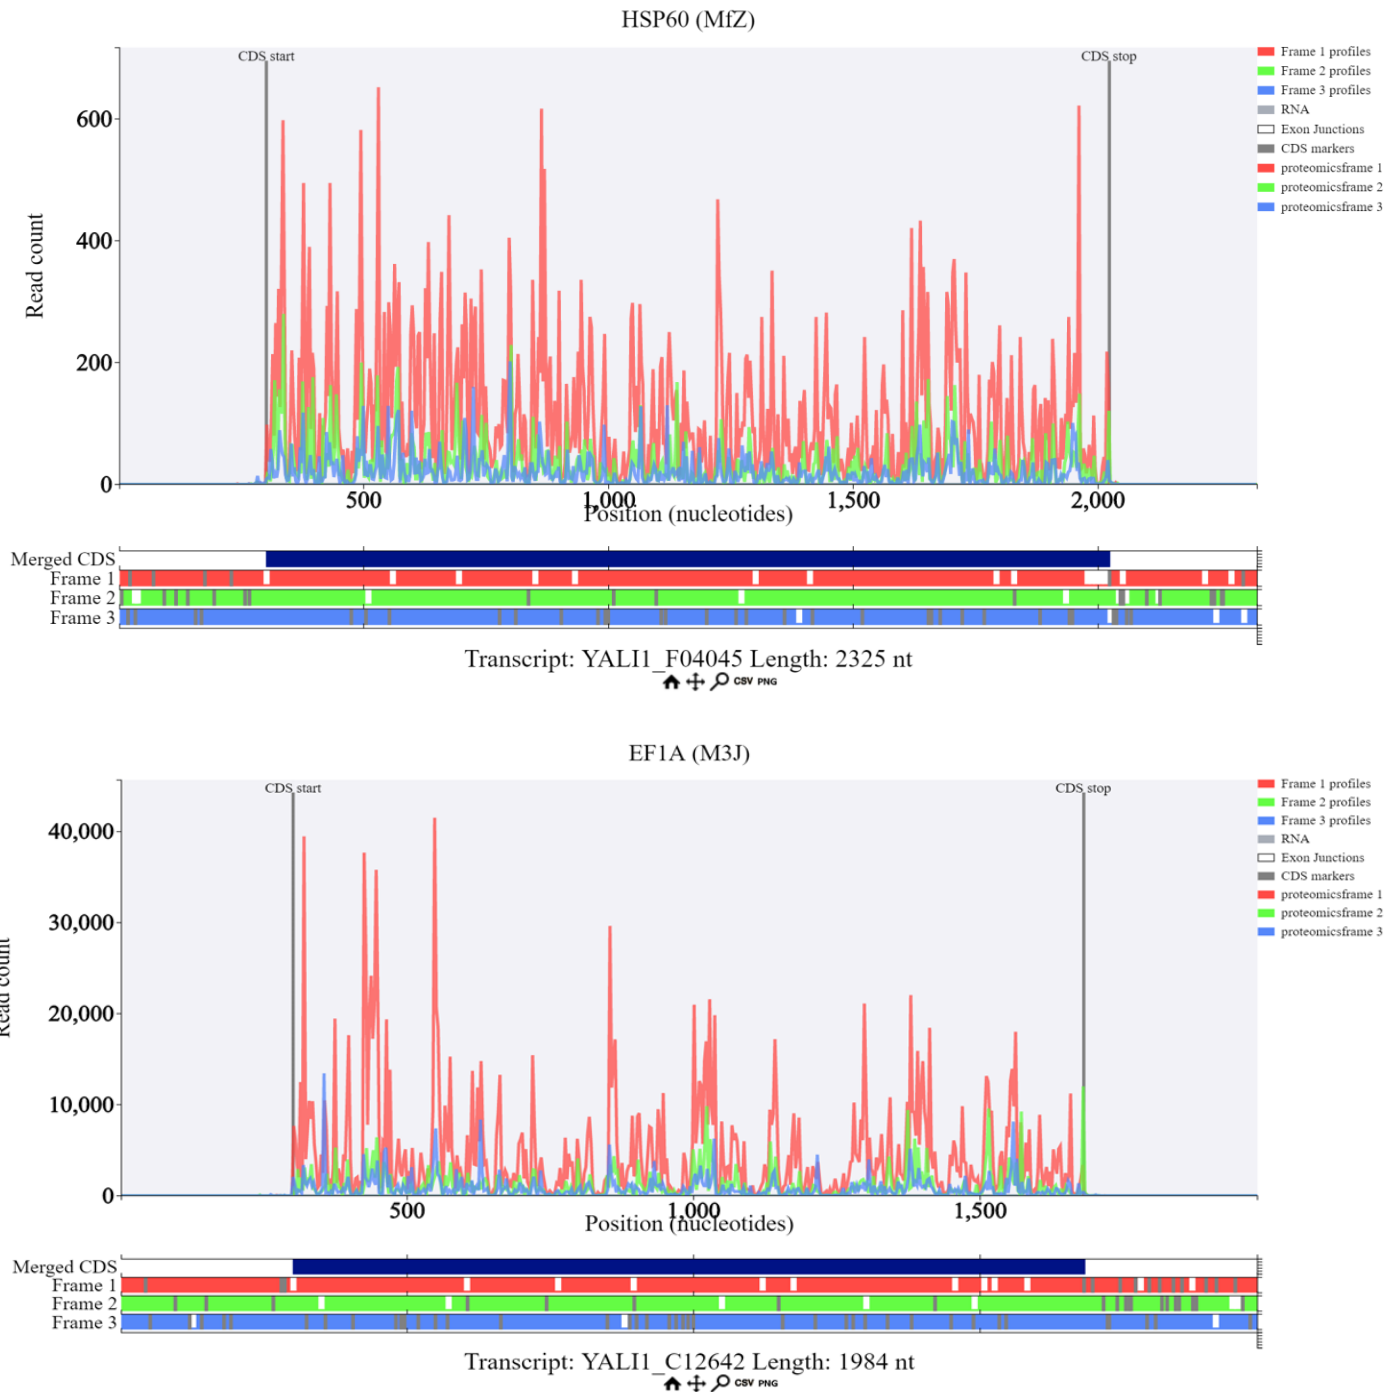 HSP60 (MfZ)
CDS start
CDS stop
600
400
200
0
Read count
500
1,000
1,500
2,000
Position (nucleotides)
Frame 1 profiles
Frame 2 profiles
Frame 3 profiles
RNA
Exon Junctions
CDS markers
proteomicsframe 1
proteomicsframe 2
proteomicsframe 3
Merged CDS
Frame 1
Frame 2
Frame 3
Transcript: YALI1_F04045 Length: 2325 nt
CSV PNG
EF1A (M3J)
CDS start
CDS stop
40,000
30,000
20,000
10,000
0
Read count
500
1,000
1,500
Position (nucleotides)
Frame 1 profiles
Frame 2 profiles
Frame 3 profiles
RNA
Exon Junctions
CDS markers
proteomicsframe 1
proteomicsframe 2
proteomicsframe 3
Merged CDS
Frame 1
Frame 2
Frame 3
Transcript: YALI1_C12642 Length: 1984 nt
CSV PNG